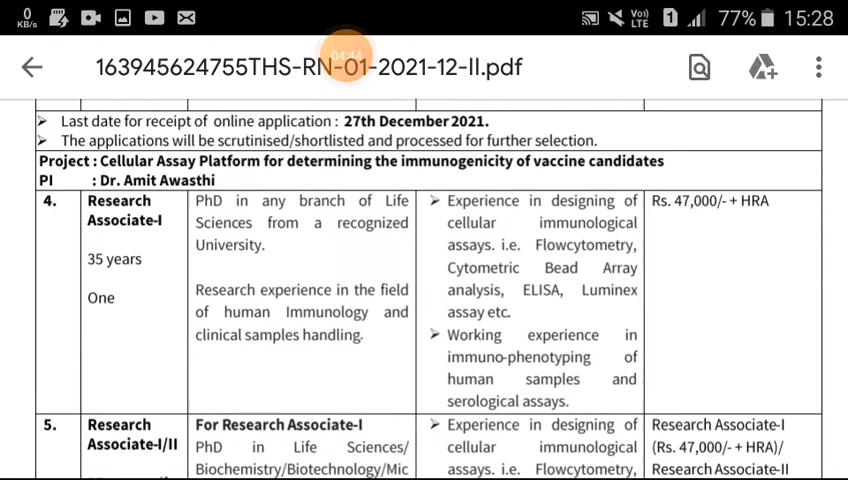 0
KB/s
Vo))
LTE
1
77%
15:28
04:44
163945624755THS-RN-01-2021-12-II.pdf
➢ Last date for receipt of online application : 27th December 2021.
➢ The applications will be scrutinised/shortlisted and processed for further selection.
Project : Cellular Assay Platform for determining the immunogenicity of vaccine candidates
PI : Dr. Amit Awasthi
4.
Research
Associate-I
35 years
One
PhD in any branch of Life
Sciences from a recognized
University.
Research experience in the field
of human Immunology and
clinical samples handling.
➢ Experience in designing of
cellular immunological
assays. i.e. Flowcytometry,
Cytometric Bead Array
analysis, ELISA, Luminex
assay etc.
➢ Working experience in
immuno-phenotyping of
human samples and
serological assays.
Rs. 47,000/- + HRA
5.
Research
Associate-I/II
For Research Associate-I
PhD in Life Sciences/
Biochemistry/Biotechnology/Mic
➢ Experience in designing of
cellular immunological
assays. i.e. Flowcytometry,
Research Associate-I
(Rs. 47,000/- + HRA)/
Research Associate-II